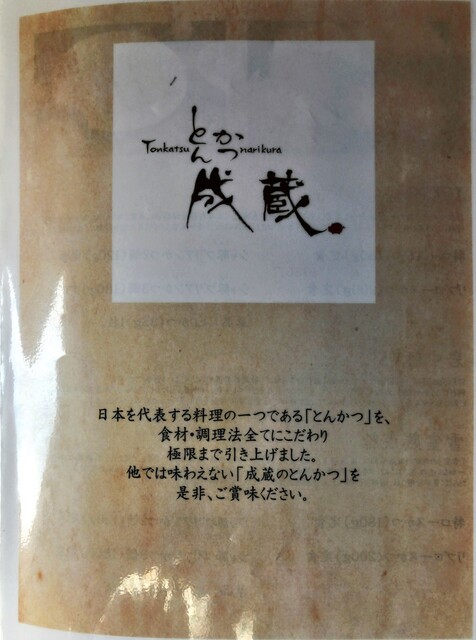 とんかつ
Tonkatsu narikura
成蔵
日本を代表する料理の一つである「とんかつ」を、
食材・調理法全てにこだわり
極限まで引き上げました。
他では味わえない「成蔵のとんかつ」を
是非、ご賞味ください。